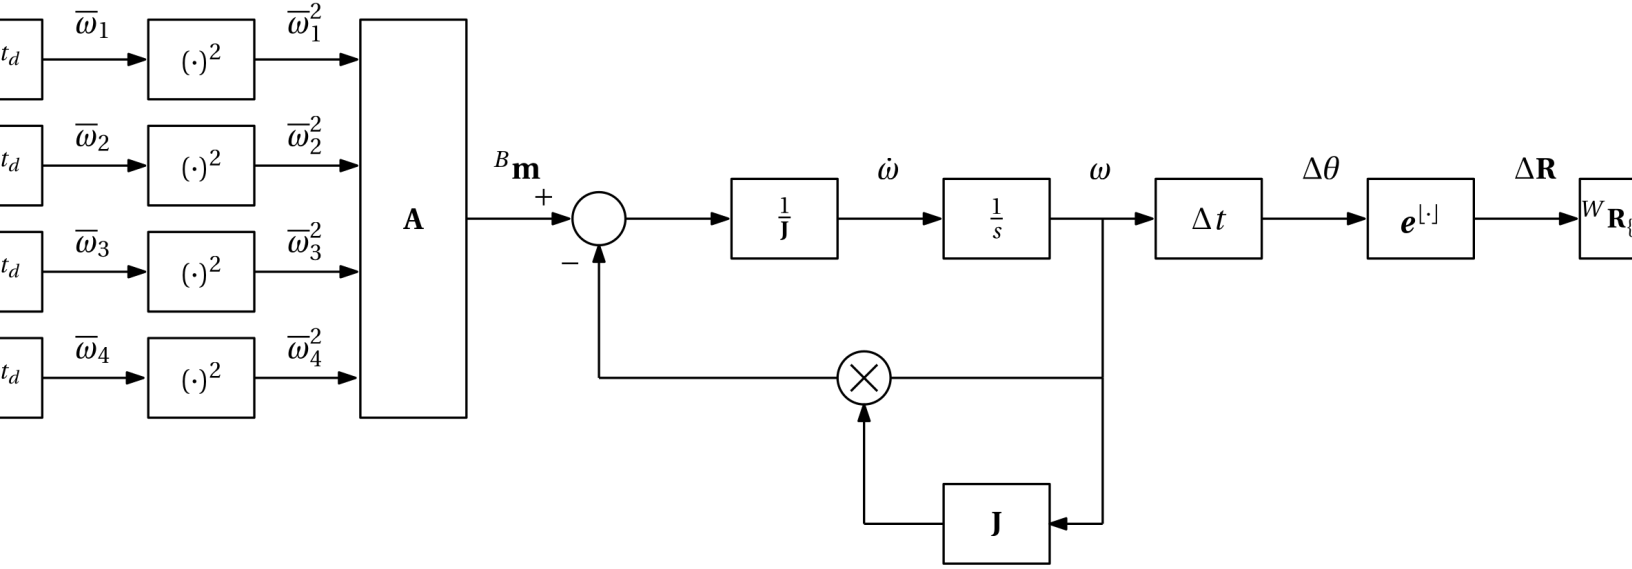 t_d ω̅₁ (·)² ω̅₁²
t_d ω̅₂ (·)² ω̅₂²
t_d ω̅₃ (·)² ω̅₃²
t_d ω̅₄ (·)² ω̅₄²
A
ᴮm
+
−
1/J
ω̇
1/s
ω
Δt
Δθ
e^⌊·⌋
ΔR
ᵂR{
J